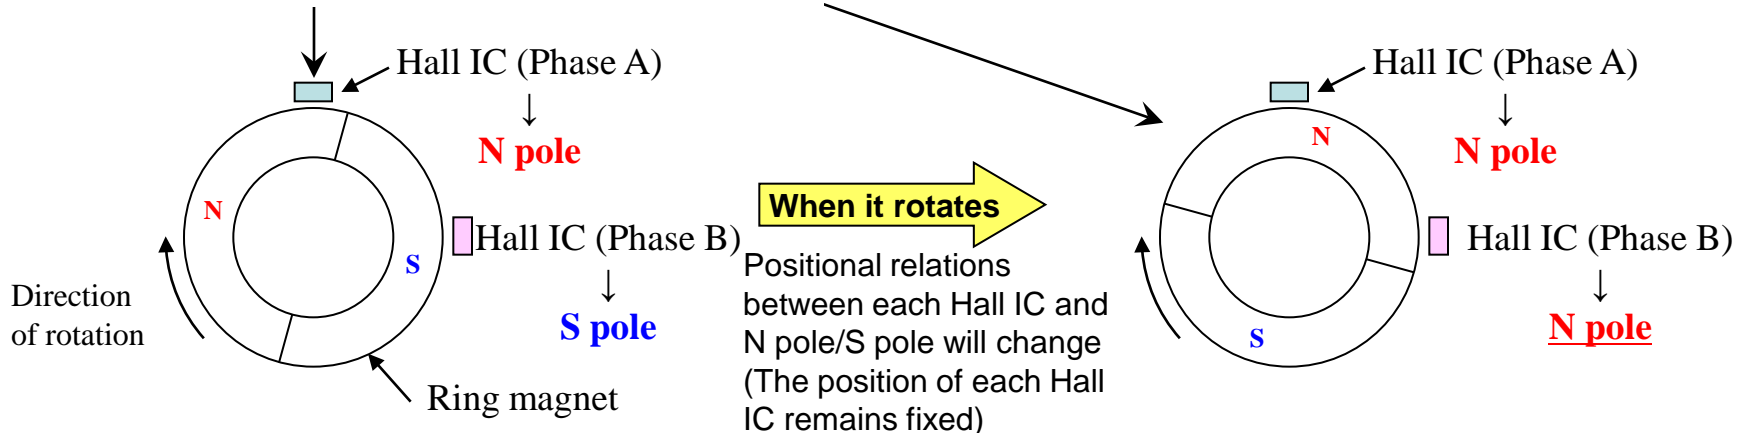 Hall IC (Phase A)
↓
N pole
N
S
Hall IC (Phase B)
↓
S pole
Direction
of rotation
Ring magnet
When it rotates
Positional relations
between each Hall IC and
N pole/S pole will change
(The position of each Hall
IC remains fixed)
Hall IC (Phase A)
↓
N pole
N
S
Hall IC (Phase B)
↓
N pole